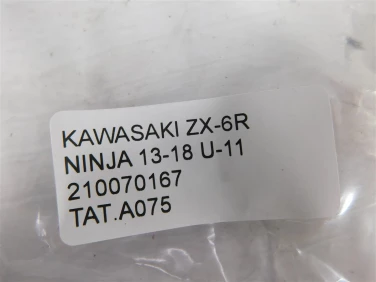 KAWASAKI ZX-6R
NINJA 13-18 U-11
210070167
TAT.A075